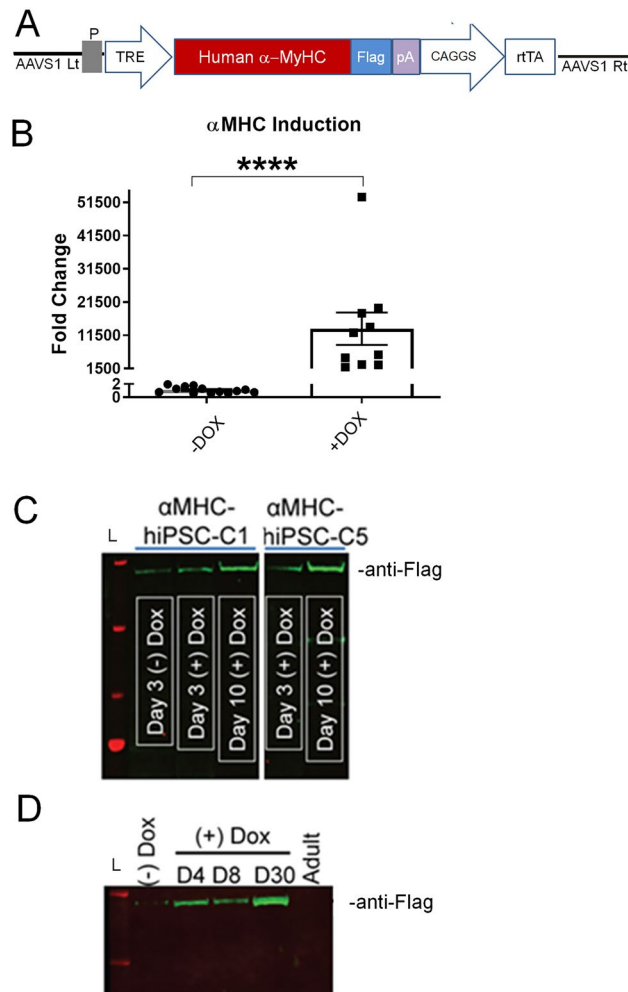 A
P
AAVS1 Lt
TRE
Human α–MyHC
Flag
pA
CAGGS
rtTA
AAVS1 Rt
B
αMHC Induction
****
Fold Change
51500
41500
31500
21500
11500
1500
2
0
-DOX
+DOX
C
L
αMHC-
hiPSC-C1
αMHC-
hiPSC-C5
-anti-Flag
Day 3 (-) Dox
Day 3 (+) Dox
Day 10 (+) Dox
Day 3 (+) Dox
Day 10 (+) Dox
D
L
(-) Dox
(+) Dox
D4 D8 D30
Adult
-anti-Flag